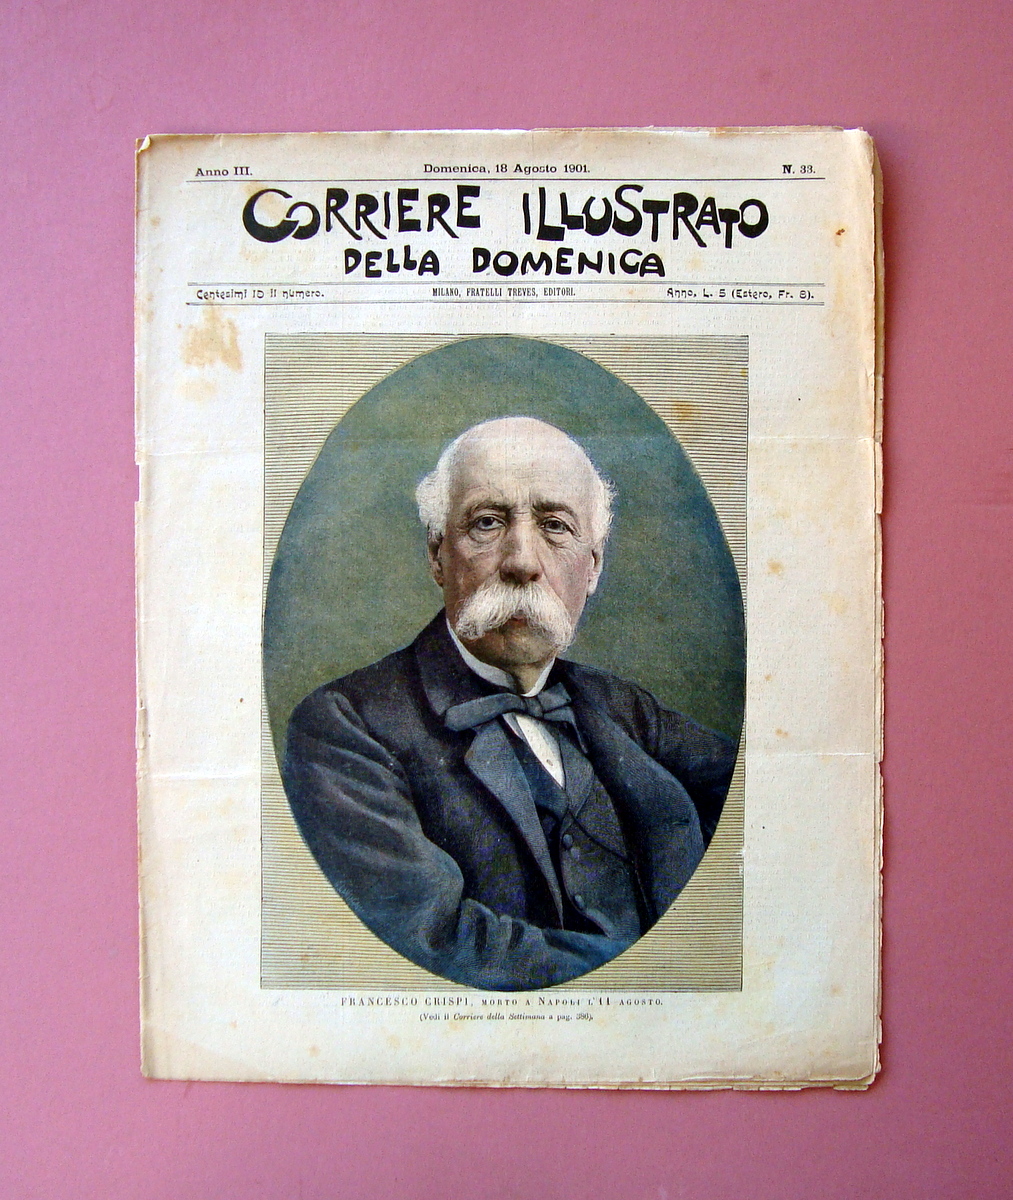 Anno III.
Domenica, 18 Agosto 1901.
N. 33.
CORRIERE ILLUSTRATO
DELLA DOMENICA
Centesimi 10 il numero.
MILANO, FRATELLI TREVES, EDITORI.
Anno, L. 5 (Estero, Fr. 8).
FRANCESCO CRISPI, MORTO A NAPOLI L'11 AGOSTO.
(Vedi il Corriere della Settimana a pag. 386).